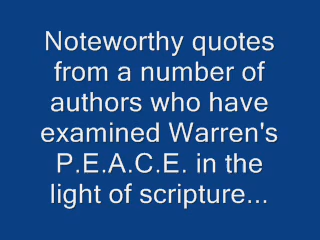 Noteworthy quotes
from a number of
authors who have
examined Warren's
P.E.A.C.E. in the
light of scripture...